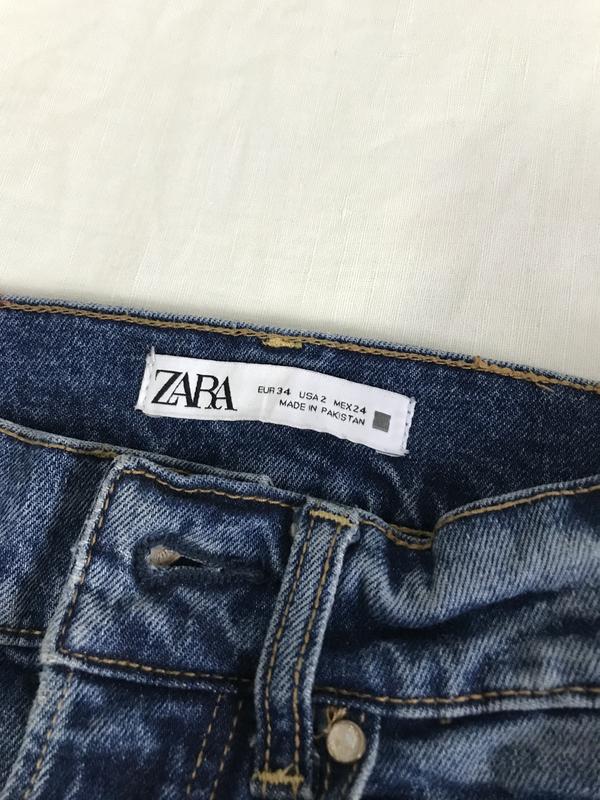 ZARA
EUR 34 USA 2 MEX 24
MADE IN PAKISTAN